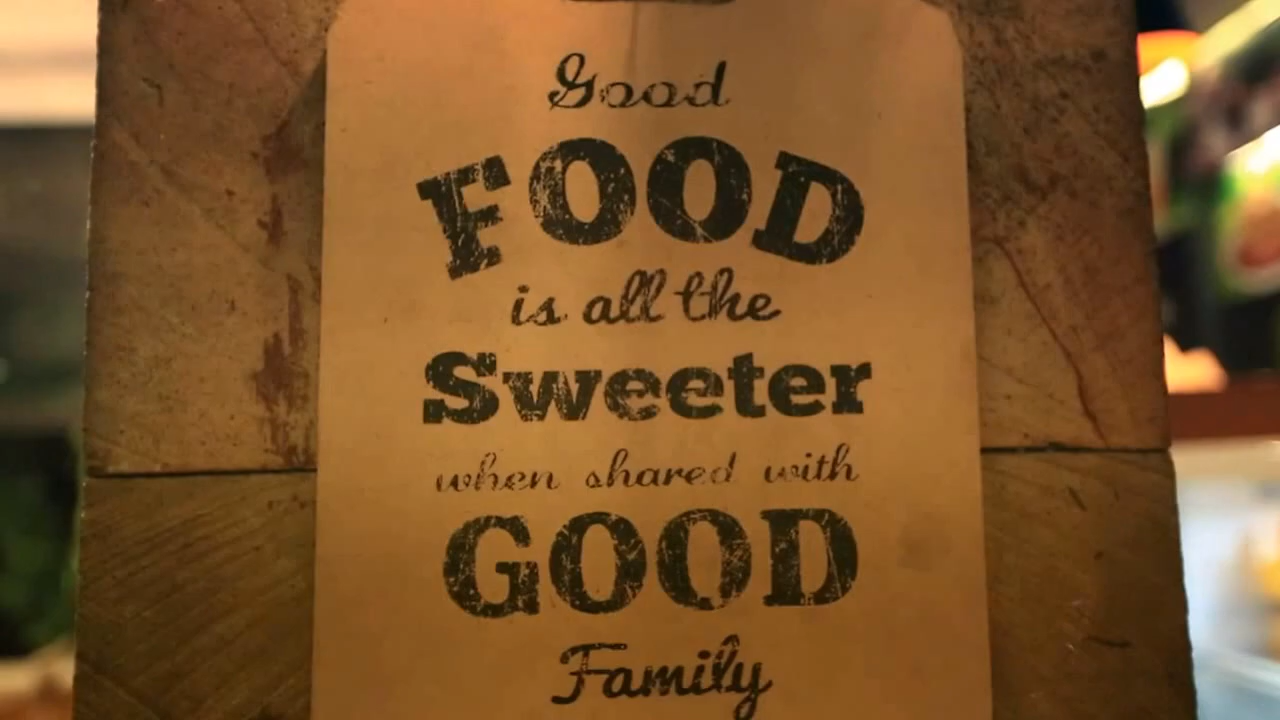 Good
FOOD
is all the
Sweeter
when shared with
GOOD
Family